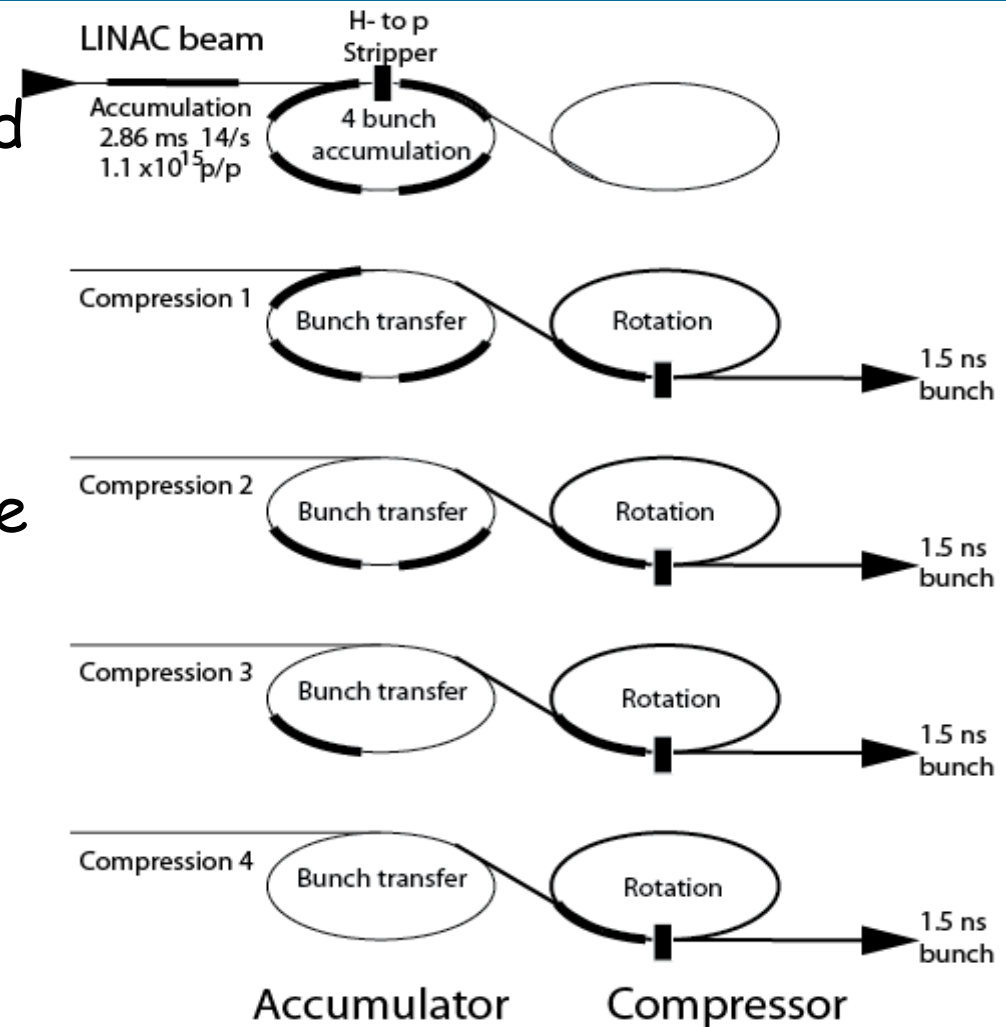 H- to p
Stripper
LINAC beam
d
Accumulation
2.86 ms 14/s
1.1 x10¹⁵p/p
4 bunch
accumulation
Compression 1
Bunch transfer
Rotation
1.5 ns
bunch
Compression 2
e
Bunch transfer
Rotation
1.5 ns
bunch
Compression 3
Bunch transfer
Rotation
1.5 ns
bunch
Compression 4
Bunch transfer
Rotation
1.5 ns
bunch
Accumulator
Compressor